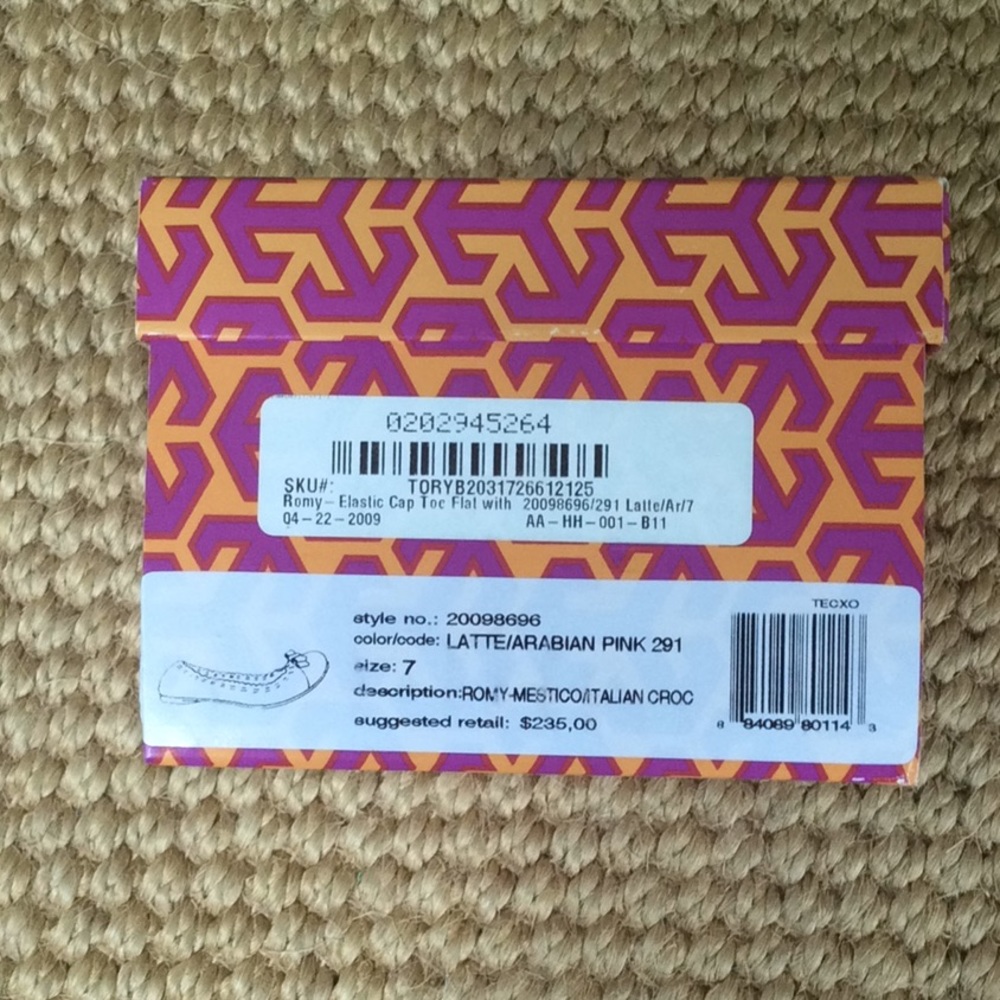 0202945264
SKU#: TORYB2031726612125
Romy-Elastic Cap Toe Flat with 20098696/291 Latte/Ar/7
04-22-2009 AA-HH-001-B11
TECXO
style no.: 20098696
color/code: LATTE/ARABIAN PINK 291
size: 7
description:ROMY-MESTICO/ITALIAN CROC
suggested retail: $235,00
8 84089 80114 3